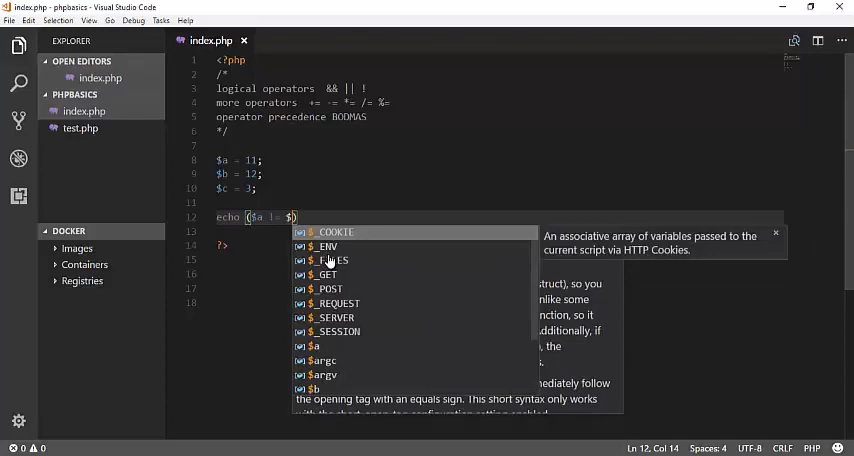 index.php - phpbasics - Visual Studio Code
File Edit Selection View Go Debug Tasks Help
EXPLORER
OPEN EDITORS
index.php
PHPBASICS
index.php
test.php
DOCKER
Images
Containers
Registries
index.php ×
1 <?php
2 /*
3 logical operators && || !
4 more operators += -= *= /= %=
5 operator precedence BODMAS
6 */
7
8 $a = 11;
9 $b = 12;
10 $c = 3;
11
12 echo ($a != $)
13
14 ?>
15
16
17
18
$_COOKIE
$_ENV
$_FILES
$_GET
$_POST
$_REQUEST
$_SERVER
$_SESSION
$a
$argc
$argv
$b
An associative array of variables passed to the
current script via HTTP Cookies.
struct), so you
nlike some
nction, so it
dditionally, if
), the
s.
mediately follow
the opening tag with an equals sign. This short syntax only works
0 0
Ln 12, Col 14 Spaces: 4 UTF-8 CRLF PHP